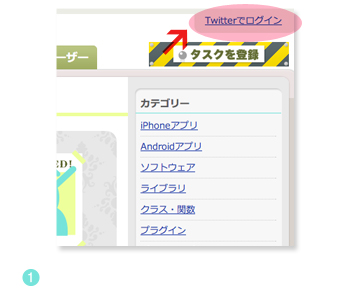 Twitterでログイン
ーザー
タスクを登録
カテゴリー
iPhoneアプリ
Androidアプリ
ソフトウェア
ライブラリ
クラス・関数
プラグイン
ED!
1